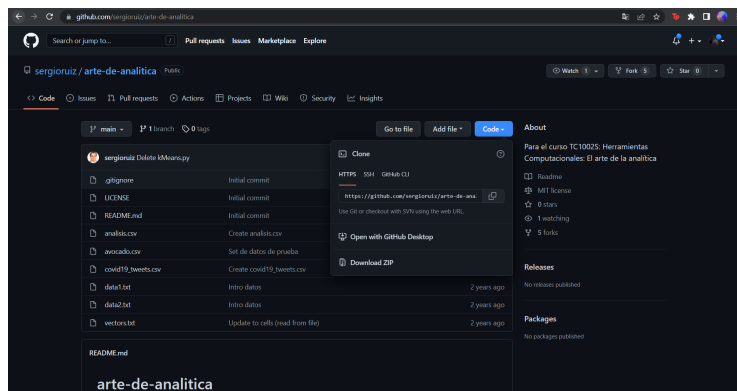 github.com/sergioruiz/arte-de-analitica
Search or jump to... / Pull requests Issues Marketplace Explore
sergioruiz / arte-de-analitica Public
Watch 1 Fork 5 Star 0
Code Issues Pull requests Actions Projects Wiki Security Insights
main 1 branch 0 tags Go to file Add file Code
sergioruiz Delete kMeans.py
.gitignore Initial commit
LICENSE Initial commit
README.md Initial commit
analisis.csv Create analisis.csv
avocado.csv Set de datos de prueba
covid19_tweets.csv Create covid19_tweets.csv
data1.txt Intro datos 2 years ago
data2.txt Intro datos 2 years ago
vectors.txt Update to cells (read from file) 2 years ago
README.md
arte-de-analitica
Clone
HTTPS SSH GitHub CLI
https://github.com/sergioruiz/arte-de-ana
Use Git or checkout with SVN using the web URL.
Open with GitHub Desktop
Download ZIP
About
Para el curso TC1002S: Herramientas
Computacionales: El arte de la analítica
Readme
MIT license
0 stars
1 watching
5 forks
Releases
No releases published
Packages
No packages published